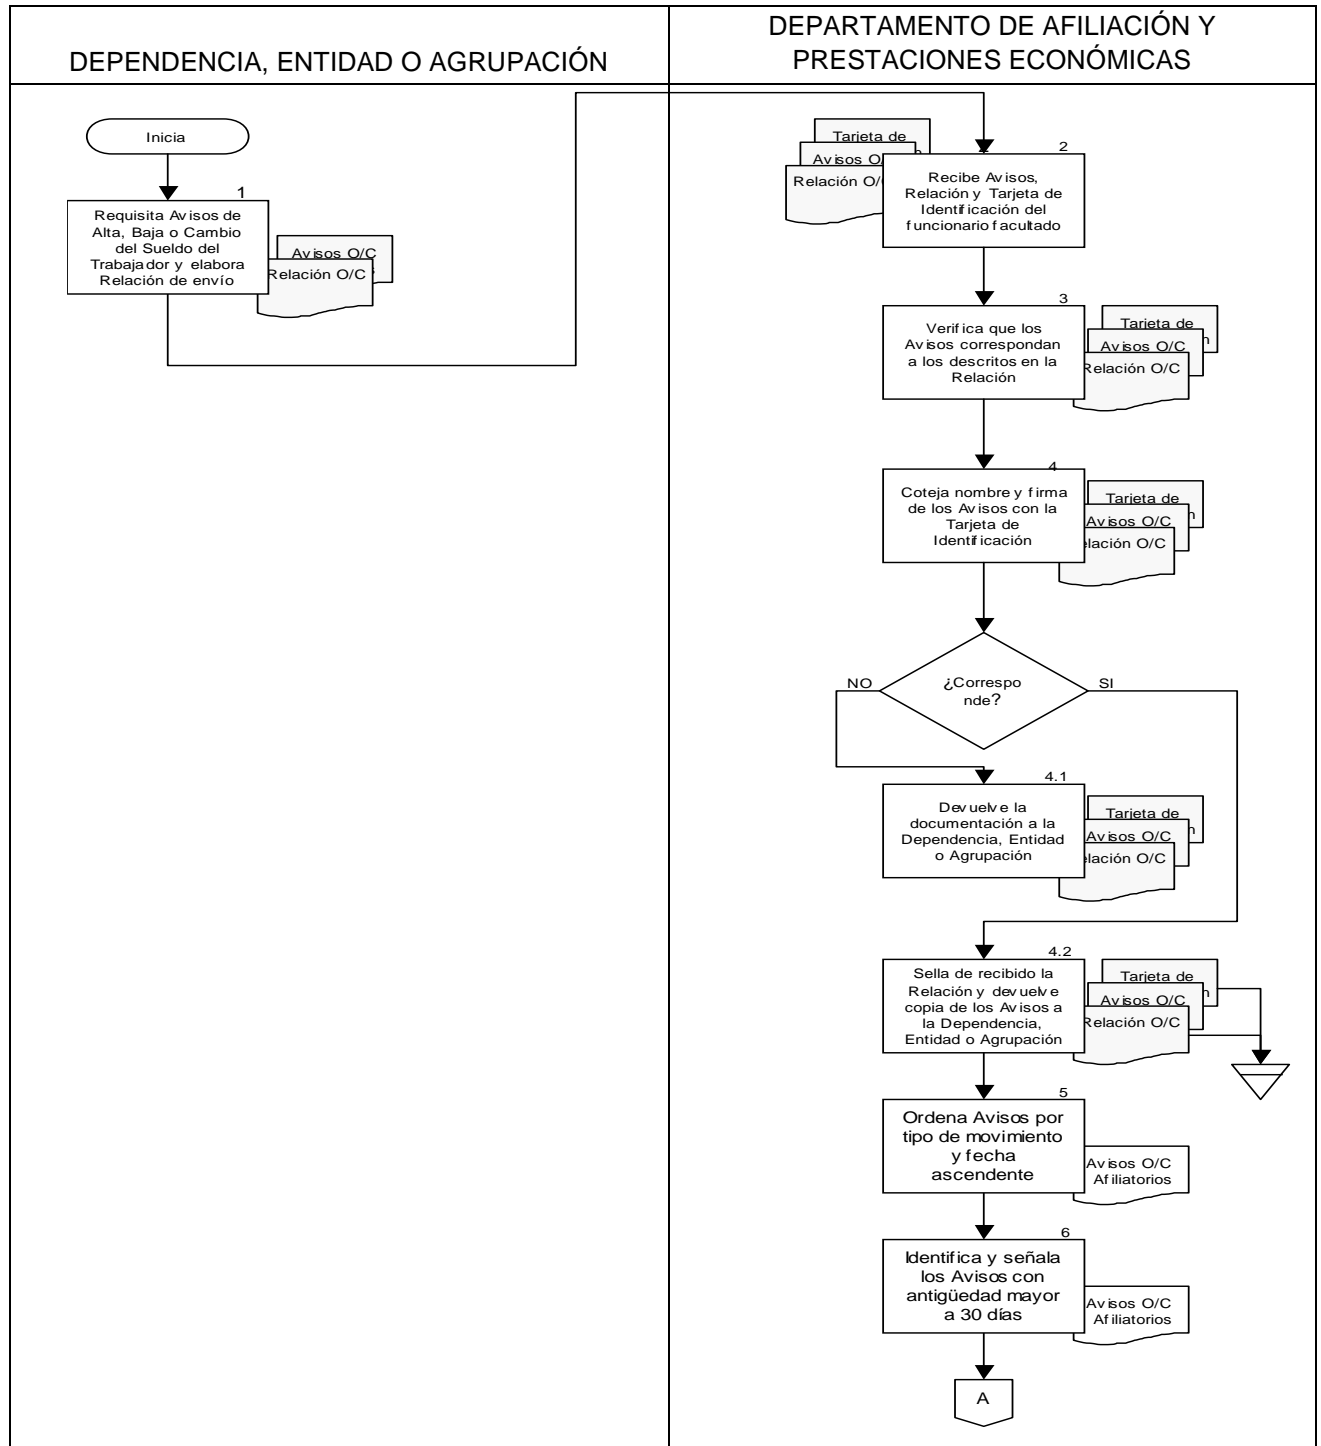 DEPENDENCIA, ENTIDAD O AGRUPACIÓN
DEPARTAMENTO DE AFILIACIÓN Y
PRESTACIONES ECONÓMICAS
Inicia
1
Requisita Avisos de
Alta, Baja o Cambio
del Sueldo del
Trabajador y elabora
Relación de envío
Avisos O/C
Relación O/C
Tarjeta de
Avisos O/
Relación O/
2
Recibe Avisos,
Relación y Tarjeta de
Identificación del
funcionario facultado
3
Verifica que los
Avisos correspondan
a los descritos en la
Relación
Tarjeta de
n
Avisos O/C
Relación O/C
4
Coteja nombre y firma
de los Avisos con la
Tarjeta de
Identificación
Tarjeta de
n
Avisos O/C
elación O/C
¿Correspo
nde?
NO
SI
4.1
Devuelve la
documentación a la
Dependencia, Entidad
o Agrupación
Tarjeta de
n
Avisos O/C
elación O/C
4.2
Sella de recibido la
Relación y devuelve
copia de los Avisos a
la Dependencia,
Entidad o Agrupación
Tarjeta de
n
Avisos O/C
Relación O/C
5
Ordena Avisos por
tipo de movimiento
y fecha
ascendente
Avisos O/C
Afiliatorios
6
Identifica y señala
los Avisos con
antigüedad mayor
a 30 días
Avisos O/C
Afiliatorios
A